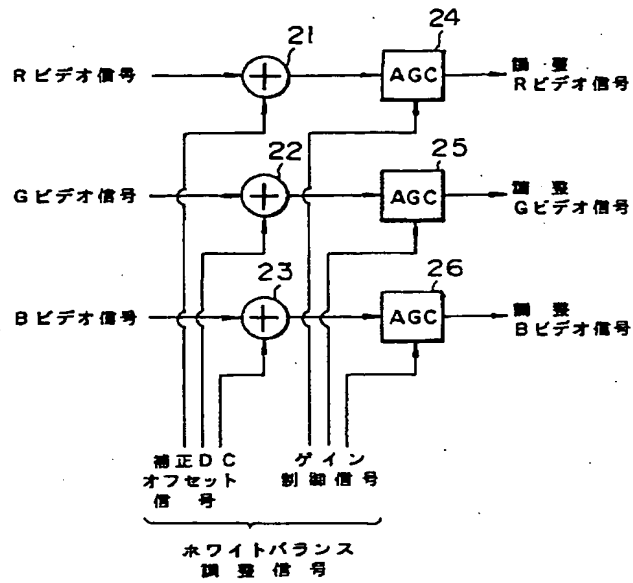 21
24
Rビデオ信号
AGC
調整
Rビデオ信号
22
25
Gビデオ信号
AGC
調整
Gビデオ信号
23
26
Bビデオ信号
AGC
調整
Bビデオ信号
補正DC
オフセット
信号
ゲイン
制御信号
ホワイトバランス
調整信号